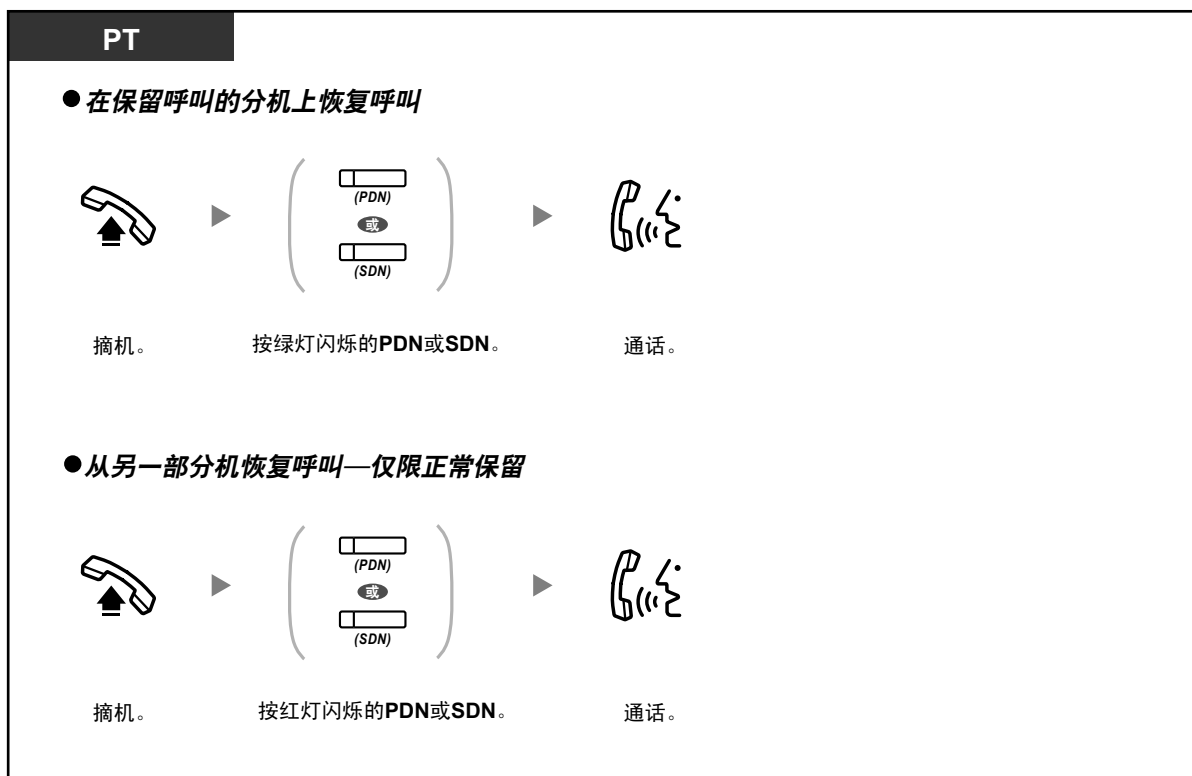 PT
●在保留呼叫的分机上恢复呼叫
(PDN)
或
(SDN)
摘机。 按绿灯闪烁的PDN或SDN。 通话。
●从另一部分机恢复呼叫—仅限正常保留
(PDN)
或
(SDN)
摘机。 按红灯闪烁的PDN或SDN。 通话。